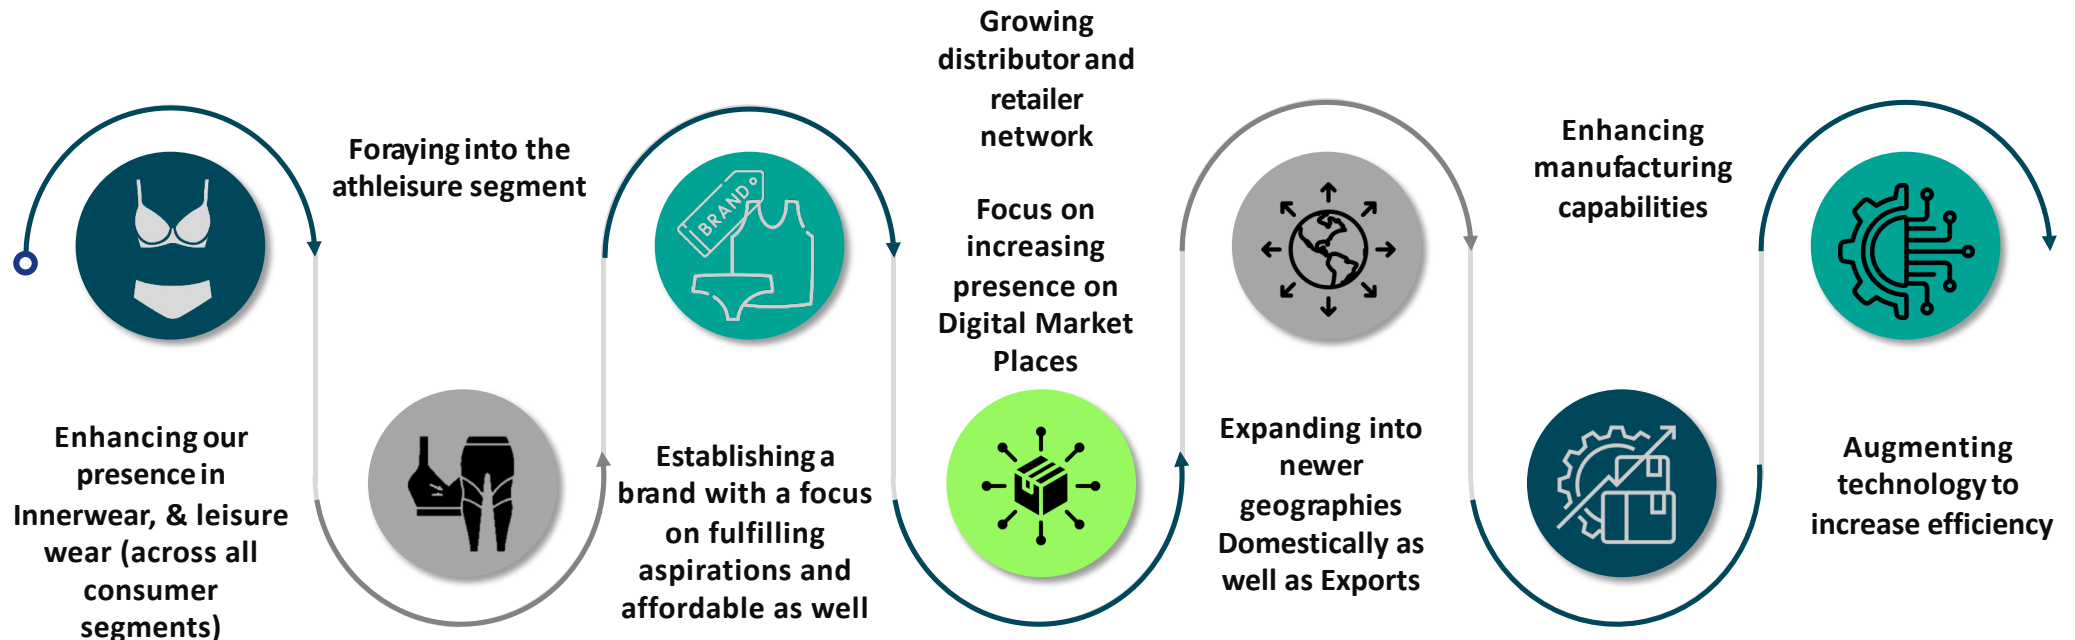 Enhancing our
presence in
Innerwear, & leisure
wear (across all
consumer
segments)
Foraying into the
athleisure segment
BRAND
Establishing a
brand with a focus
on fulfilling
aspirations and
affordable as well
Growing
distributor and
retailer
network
Focus on
increasing
presence on
Digital Market
Places
Expanding into
newer
geographies
Domestically as
well as Exports
Enhancing
manufacturing
capabilities
Augmenting
technology to
increase efficiency